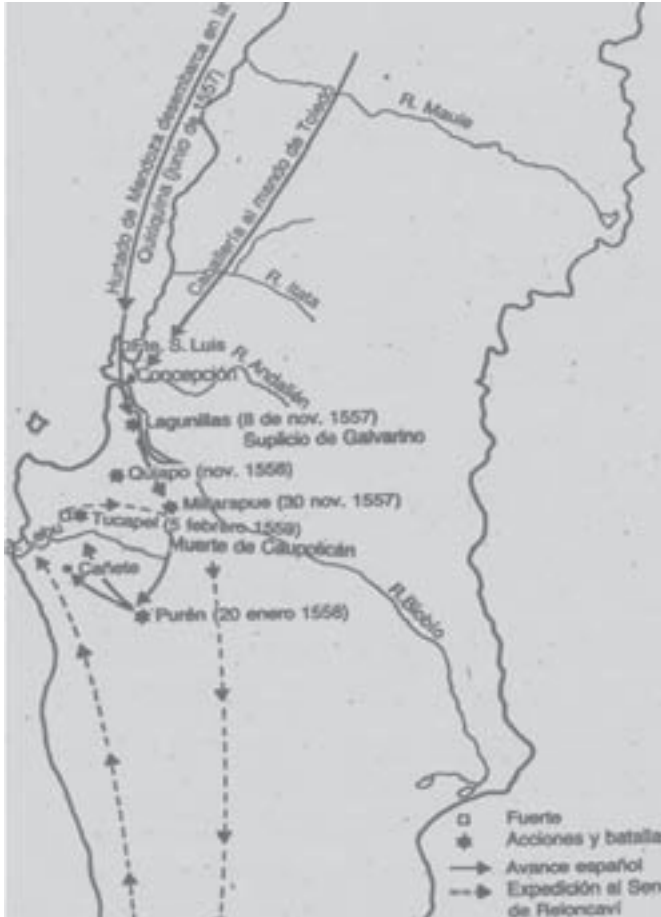 Hurtado de Mendoza desembarca en la
Quiriquina (junio de 1557)
Caballería al mando de Toledo
R. Maule
R. Itata
Fte. S. Luis
R. Andalién
Concepción
Lagunillas (8 de nov. 1557)
Suplicio de Galvarino
Quiapo (nov. 1558)
Millarapue (30 nov. 1557)
Tucapel (5 febrero 1559)
Muerte de Caupolicán
Cañete
R. Biobío
Purén (20 enero 1558)
Fuerte
Acciones y batalla
Avance español
Expedición al Sen
de Reloncaví